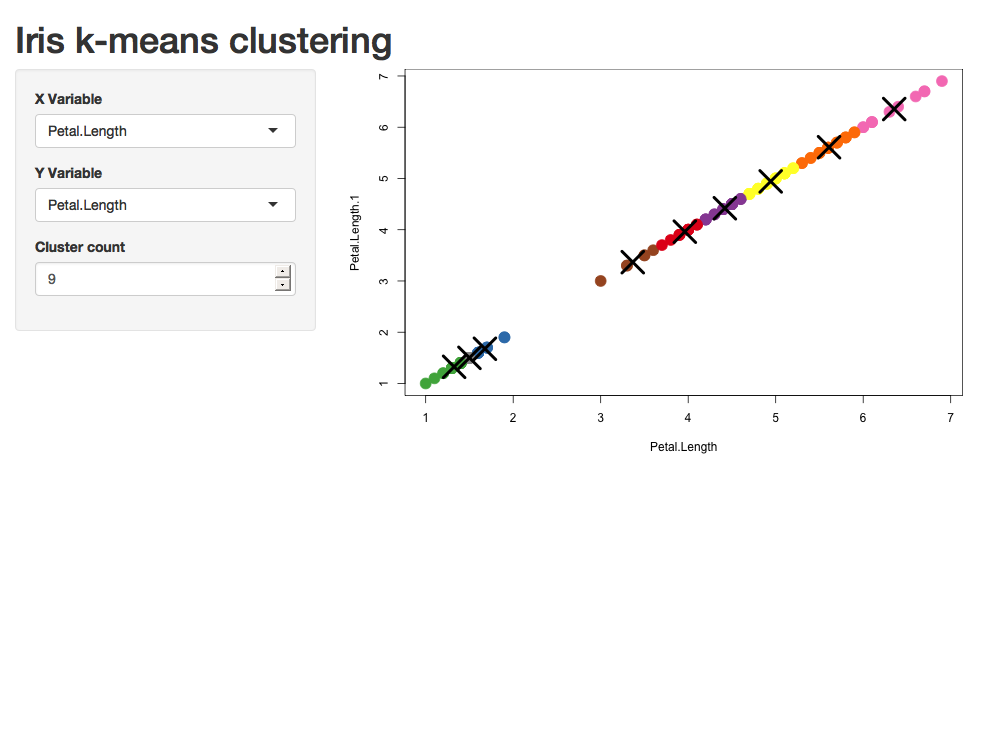 Iris k-means clustering
X Variable
Petal.Length
Y Variable
Petal.Length
Cluster count
9
Petal.Length.1
7
6
5
4
3
2
1
1 2 3 4 5 6 7
Petal.Length